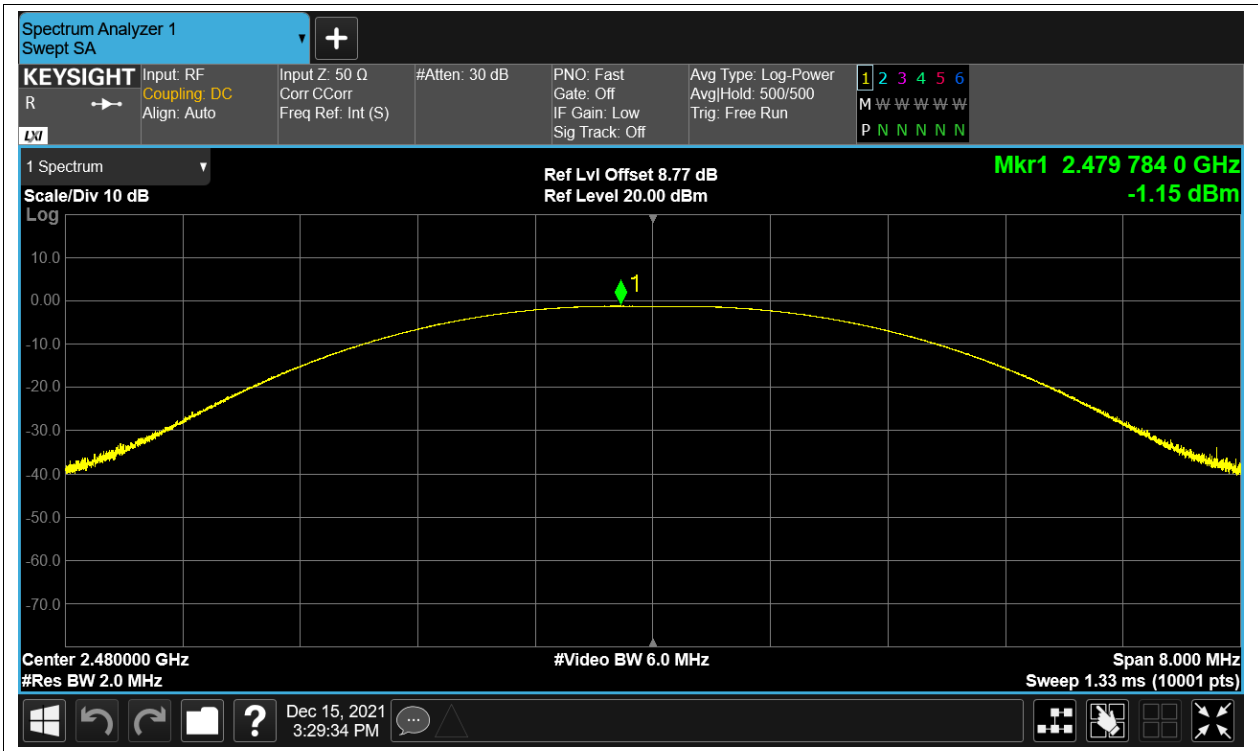 Spectrum Analyzer 1
Swept SA
+
KEYSIGHT
R
LXI
Input: RF
Coupling: DC
Align: Auto
Input Z: 50 Ω
Corr CCorr
Freq Ref: Int (S)
#Atten: 30 dB
PNO: Fast
Gate: Off
IF Gain: Low
Sig Track: Off
Avg Type: Log-Power
Avg|Hold: 500/500
Trig: Free Run
1 2 3 4 5 6
M W W W W W W
P N N N N N N
1 Spectrum
Scale/Div 10 dB
Log
Ref Lvl Offset 8.77 dB
Ref Level 20.00 dBm
Mkr1 2.479 784 0 GHz
-1.15 dBm
1
10.0
0.00
-10.0
-20.0
-30.0
-40.0
-50.0
-60.0
-70.0
Center 2.480000 GHz
#Res BW 2.0 MHz
#Video BW 6.0 MHz
Span 8.000 MHz
Sweep 1.33 ms (10001 pts)
?
Dec 15, 2021
3:29:34 PM